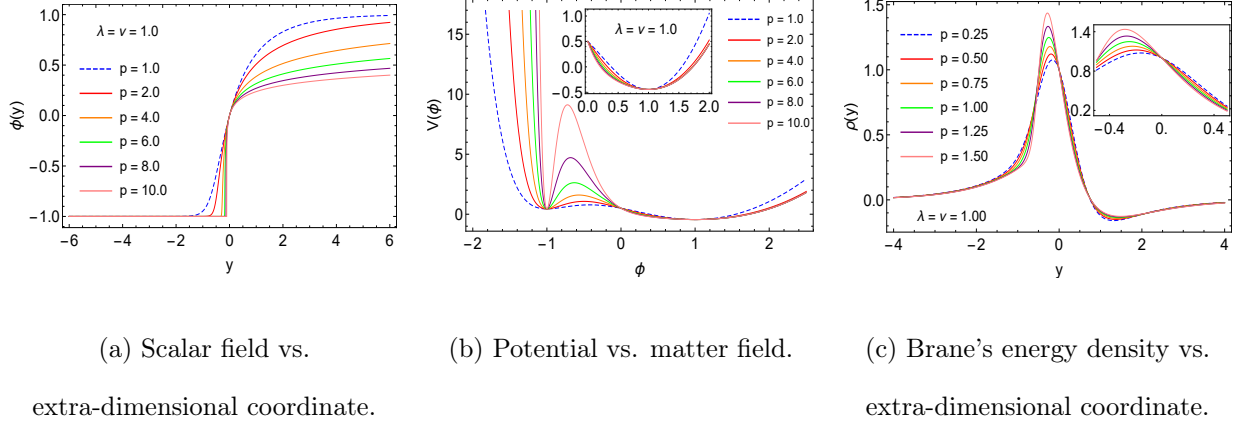 λ = v = 1.0
p = 1.0
p = 2.0
p = 4.0
p = 6.0
p = 8.0
p = 10.0
ϕ(y)
1.0
0.5
0.0
−0.5
−1.0
−6 −4 −2 0 2 4 6
y
(a) Scalar field vs.
extra-dimensional coordinate.
λ = v = 1.0
1.0
0.5
0.0
−0.5
0.0 0.5 1.0 1.5 2.0
p = 1.0
p = 2.0
p = 4.0
p = 6.0
p = 8.0
p = 10.0
V(ϕ)
15
10
5
0
−2 −1 0 1 2
ϕ
(b) Potential vs. matter field.
p = 0.25
p = 0.50
p = 0.75
p = 1.00
p = 1.25
p = 1.50
1.4
0.8
0.2
−0.5 0. 0.5
λ = v = 1.00
ρ(y)
1.5
1.0
0.5
0.0
−4 −2 0 2 4
y
(c) Brane's energy density vs.
extra-dimensional coordinate.